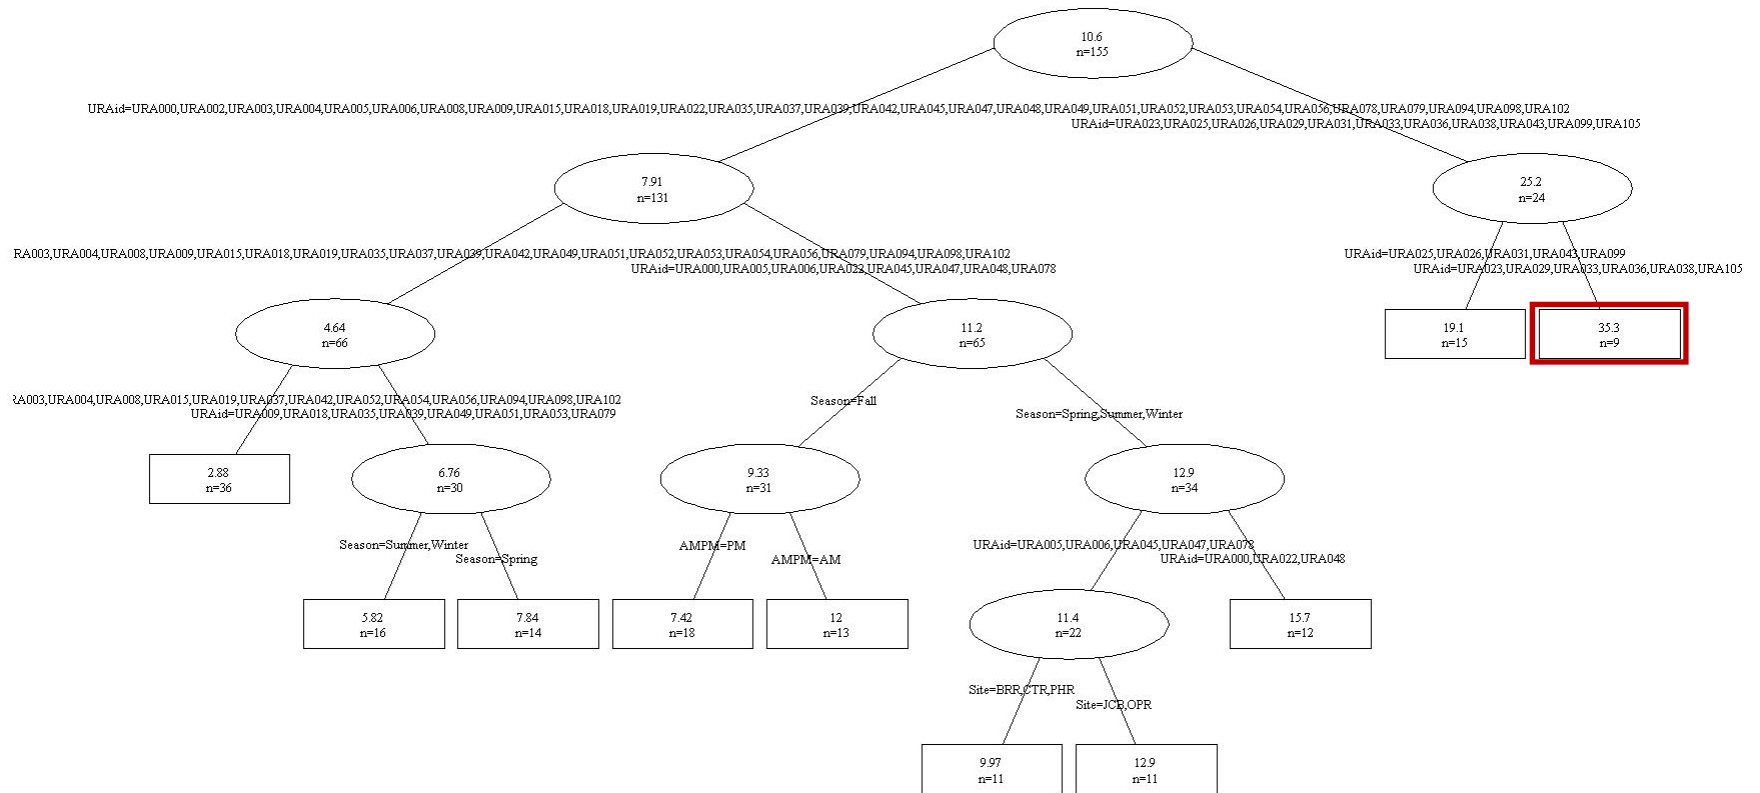 10.6
n=155
URAid=URA000,URA002,URA003,URA004,URA005,URA006,URA008,URA009,URA015,URA018,URA019,URA022,URA035,URA037,URA039,URA042,URA045,URA047,URA048,URA049,URA051,URA052,URA053,URA054,URA056,URA078,URA079,URA094,URA098,URA102
URAid=URA023,URA025,URA026,URA029,URA031,URA033,URA036,URA038,URA043,URA099,URA105
7.91
n=131
25.2
n=24
RA003,URA004,URA008,URA009,URA015,URA018,URA019,URA035,URA037,URA039,URA042,URA049,URA051,URA052,URA053,URA054,URA056,URA079,URA094,URA098,URA102
URAid=URA000,URA005,URA006,URA022,URA045,URA047,URA048,URA078
URAid=URA025,URA026,URA031,URA043,URA099
URAid=URA023,URA029,URA033,URA036,URA038,URA105
4.64
n=66
11.2
n=65
19.1
n=15
35.3
n=9
RA003,URA004,URA008,URA015,URA019,URA037,URA042,URA052,URA054,URA056,URA094,URA098,URA102
URAid=URA009,URA018,URA035,URA039,URA049,URA051,URA053,URA079
Season=Fall
Season=Spring,Summer,Winter
2.88
n=36
6.76
n=30
9.33
n=31
12.9
n=34
Season=Summer,Winter
Season=Spring
AMPM=PM
AMPM=AM
URAid=URA005,URA006,URA045,URA047,URA078
URAid=URA000,URA022,URA048
5.82
n=16
7.84
n=14
7.42
n=18
12
n=13
11.4
n=22
15.7
n=12
Site=BRR,CTR,PHR
Site=JCB,OPR
9.97
n=11
12.9
n=11